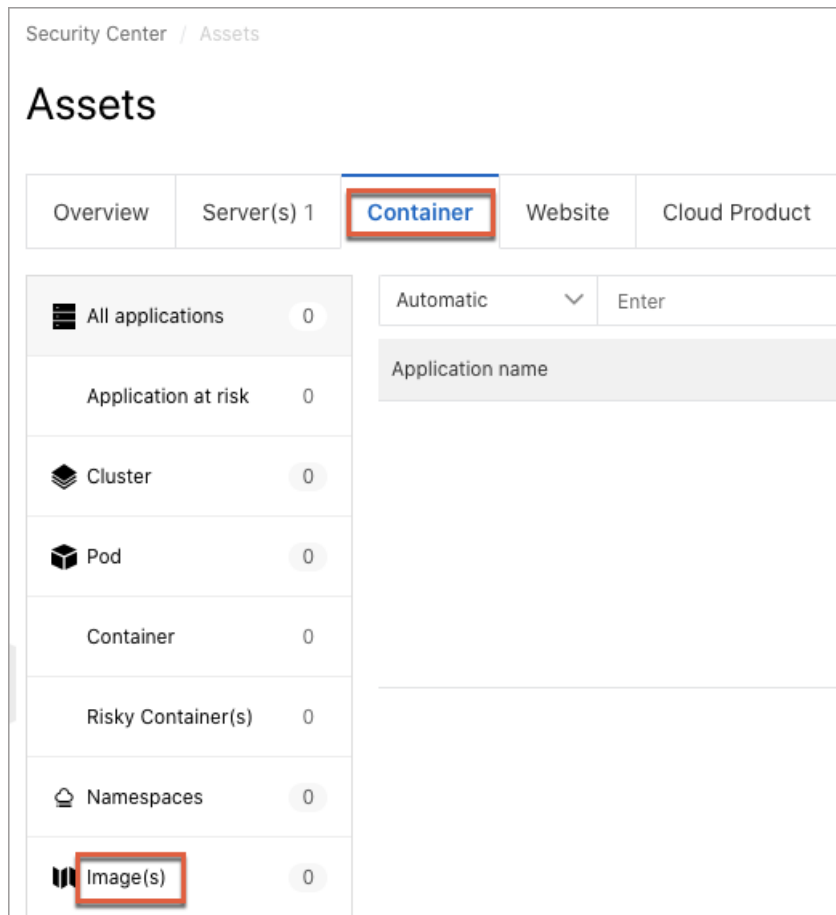 Security Center / Assets
Assets
Overview Server(s) 1 Container Website Cloud Product
All applications 0
Automatic Enter
Application name
Application at risk 0
Cluster 0
Pod 0
Container 0
Risky Container(s) 0
Namespaces 0
Image(s) 0